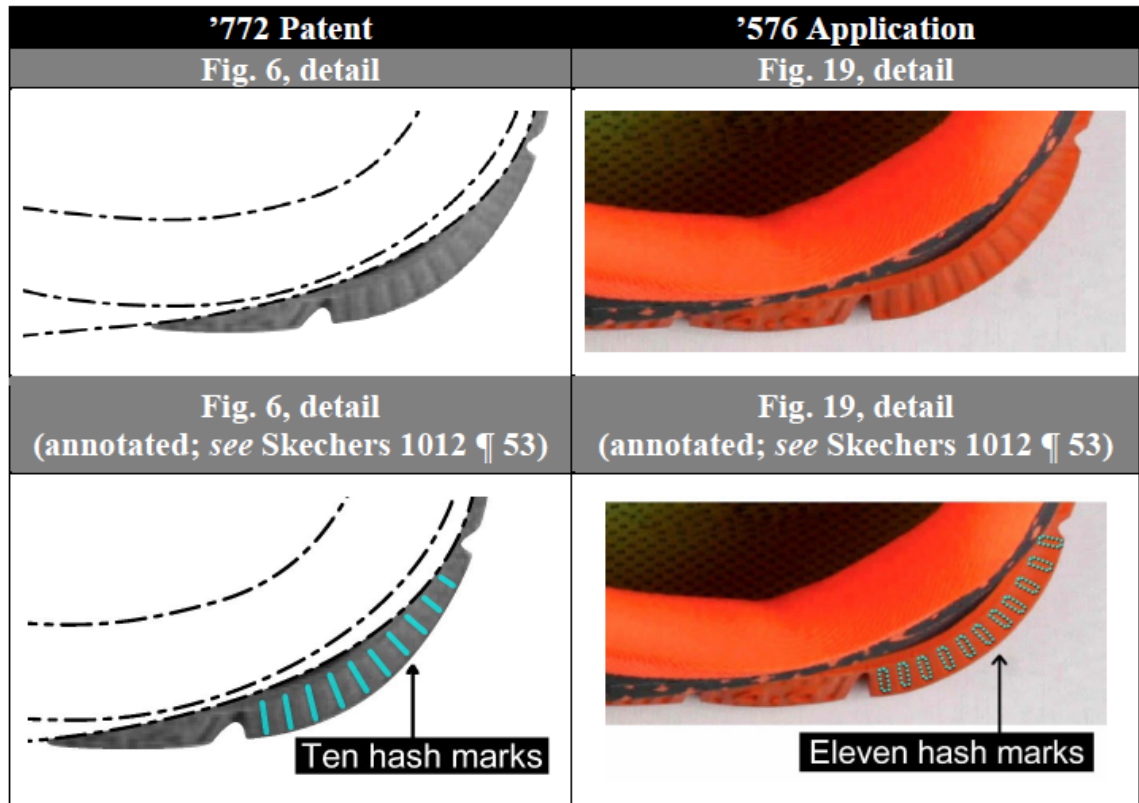 ’772 Patent
’576 Application
Fig. 6, detail
Fig. 19, detail
Fig. 6, detail
(annotated; see Skechers 1012 ¶ 53)
Fig. 19, detail
(annotated; see Skechers 1012 ¶ 53)
Ten hash marks
Eleven hash marks